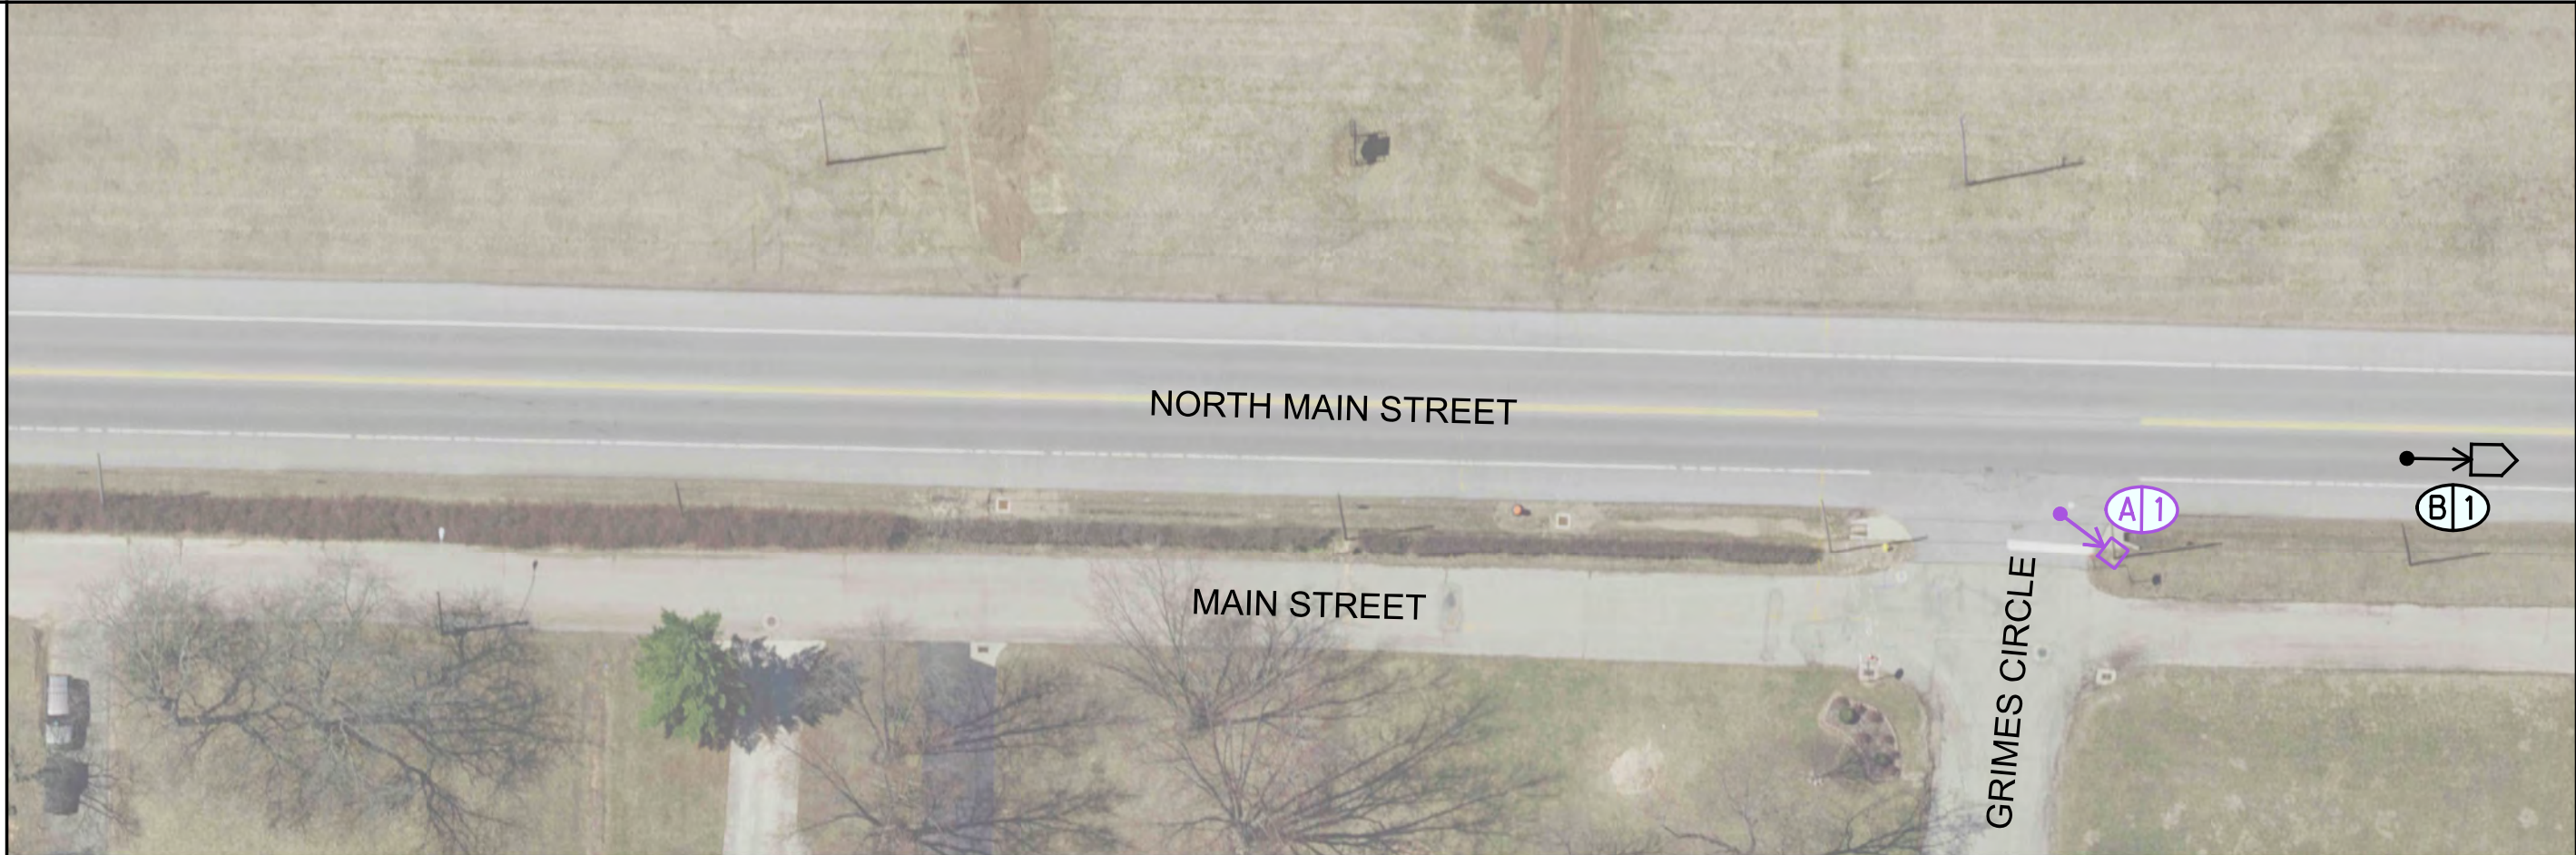 NORTH MAIN STREET
A 1
B 1
MAIN STREET
GRIMES CIRCLE